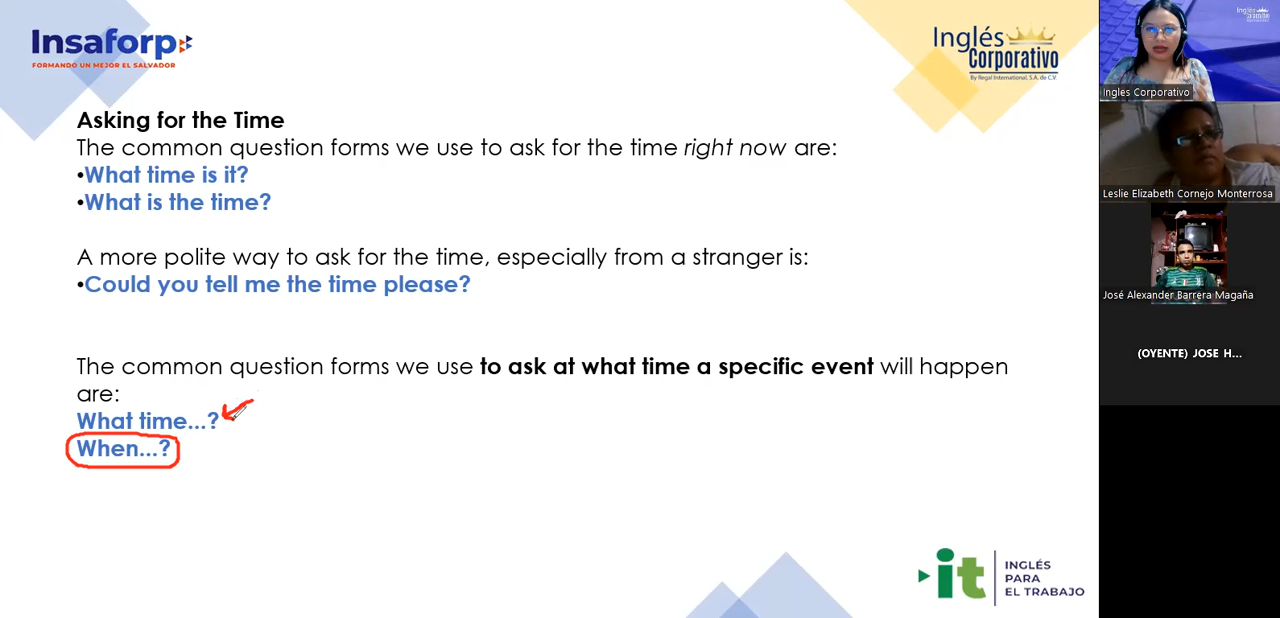 Insaforp
FORMANDO UN MEJOR EL SALVADOR
Inglés
Corporativo
By Regal International, S.A. de C.V.
Asking for the Time
The common question forms we use to ask for the time right now are:
•What time is it?
•What is the time?
A more polite way to ask for the time, especially from a stranger is:
•Could you tell me the time please?
The common question forms we use to ask at what time a specific event will happen
are:
What time...?
When...?
it
INGLÉS
PARA
EL TRABAJO
Ingles Corporativo
Leslie Elizabeth Cornejo Monterrosa
José Alexander Barrera Magaña
(OYENTE) JOSE H...